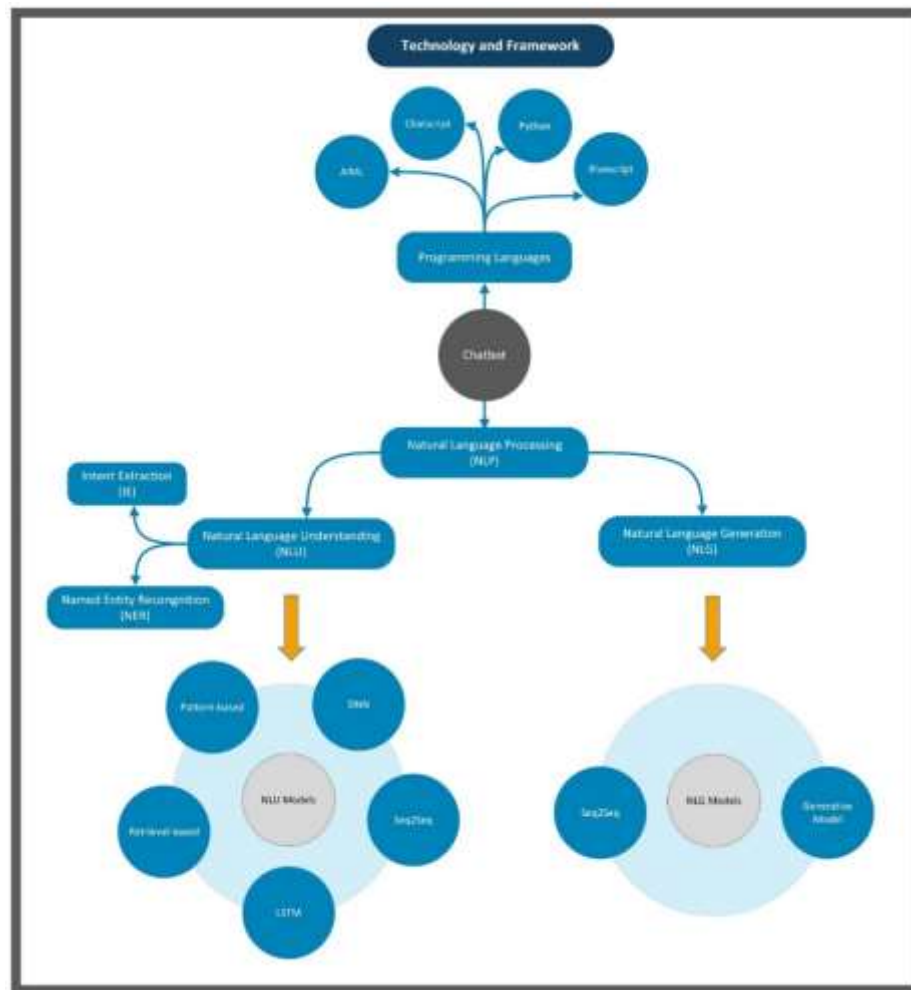 Technology and Framework
Chatscript
Python
AIML
Rivescript
Programming Languages
Chatbot
Natural Language Processing
(NLP)
Intent Extraction
(IE)
Natural Language Understanding
(NLU)
Natural Language Generation
(NLG)
Named Entity Recongnition
(NER)
Pattern-based
DNN
NLU Models
Retrieval-based
Seq2Seq
LSTM
Seq2Seq
NLG Models
Generative
Model